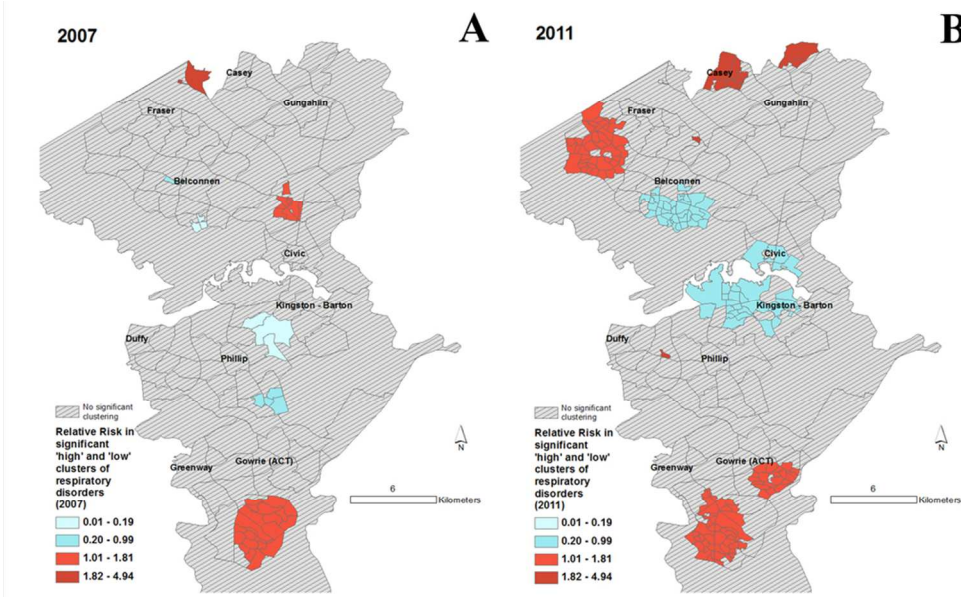 2007
A
Casey
Gungahlin
Fraser
Belconnen
Civic
Kingston - Barton
Duffy
Phillip
No significant
clustering
Relative Risk in
significant
'high' and 'low'
clusters of
respiratory
disorders
(2007)
Greenway
Gowrie (ACT)
N
6
Kilometers
0.01 - 0.19
0.20 - 0.99
1.01 - 1.81
1.82 - 4.94
2011
B
Casey
Gungahlin
Fraser
Belconnen
Civic
Kingston - Barton
Duffy
Phillip
No significant
clustering
Relative Risk in
significant
'high' and 'low'
clusters of
respiratory
disorders
(2011)
Greenway
Gowrie (ACT)
N
6
Kilometers
0.01 - 0.19
0.20 - 0.99
1.01 - 1.81
1.82 - 4.94